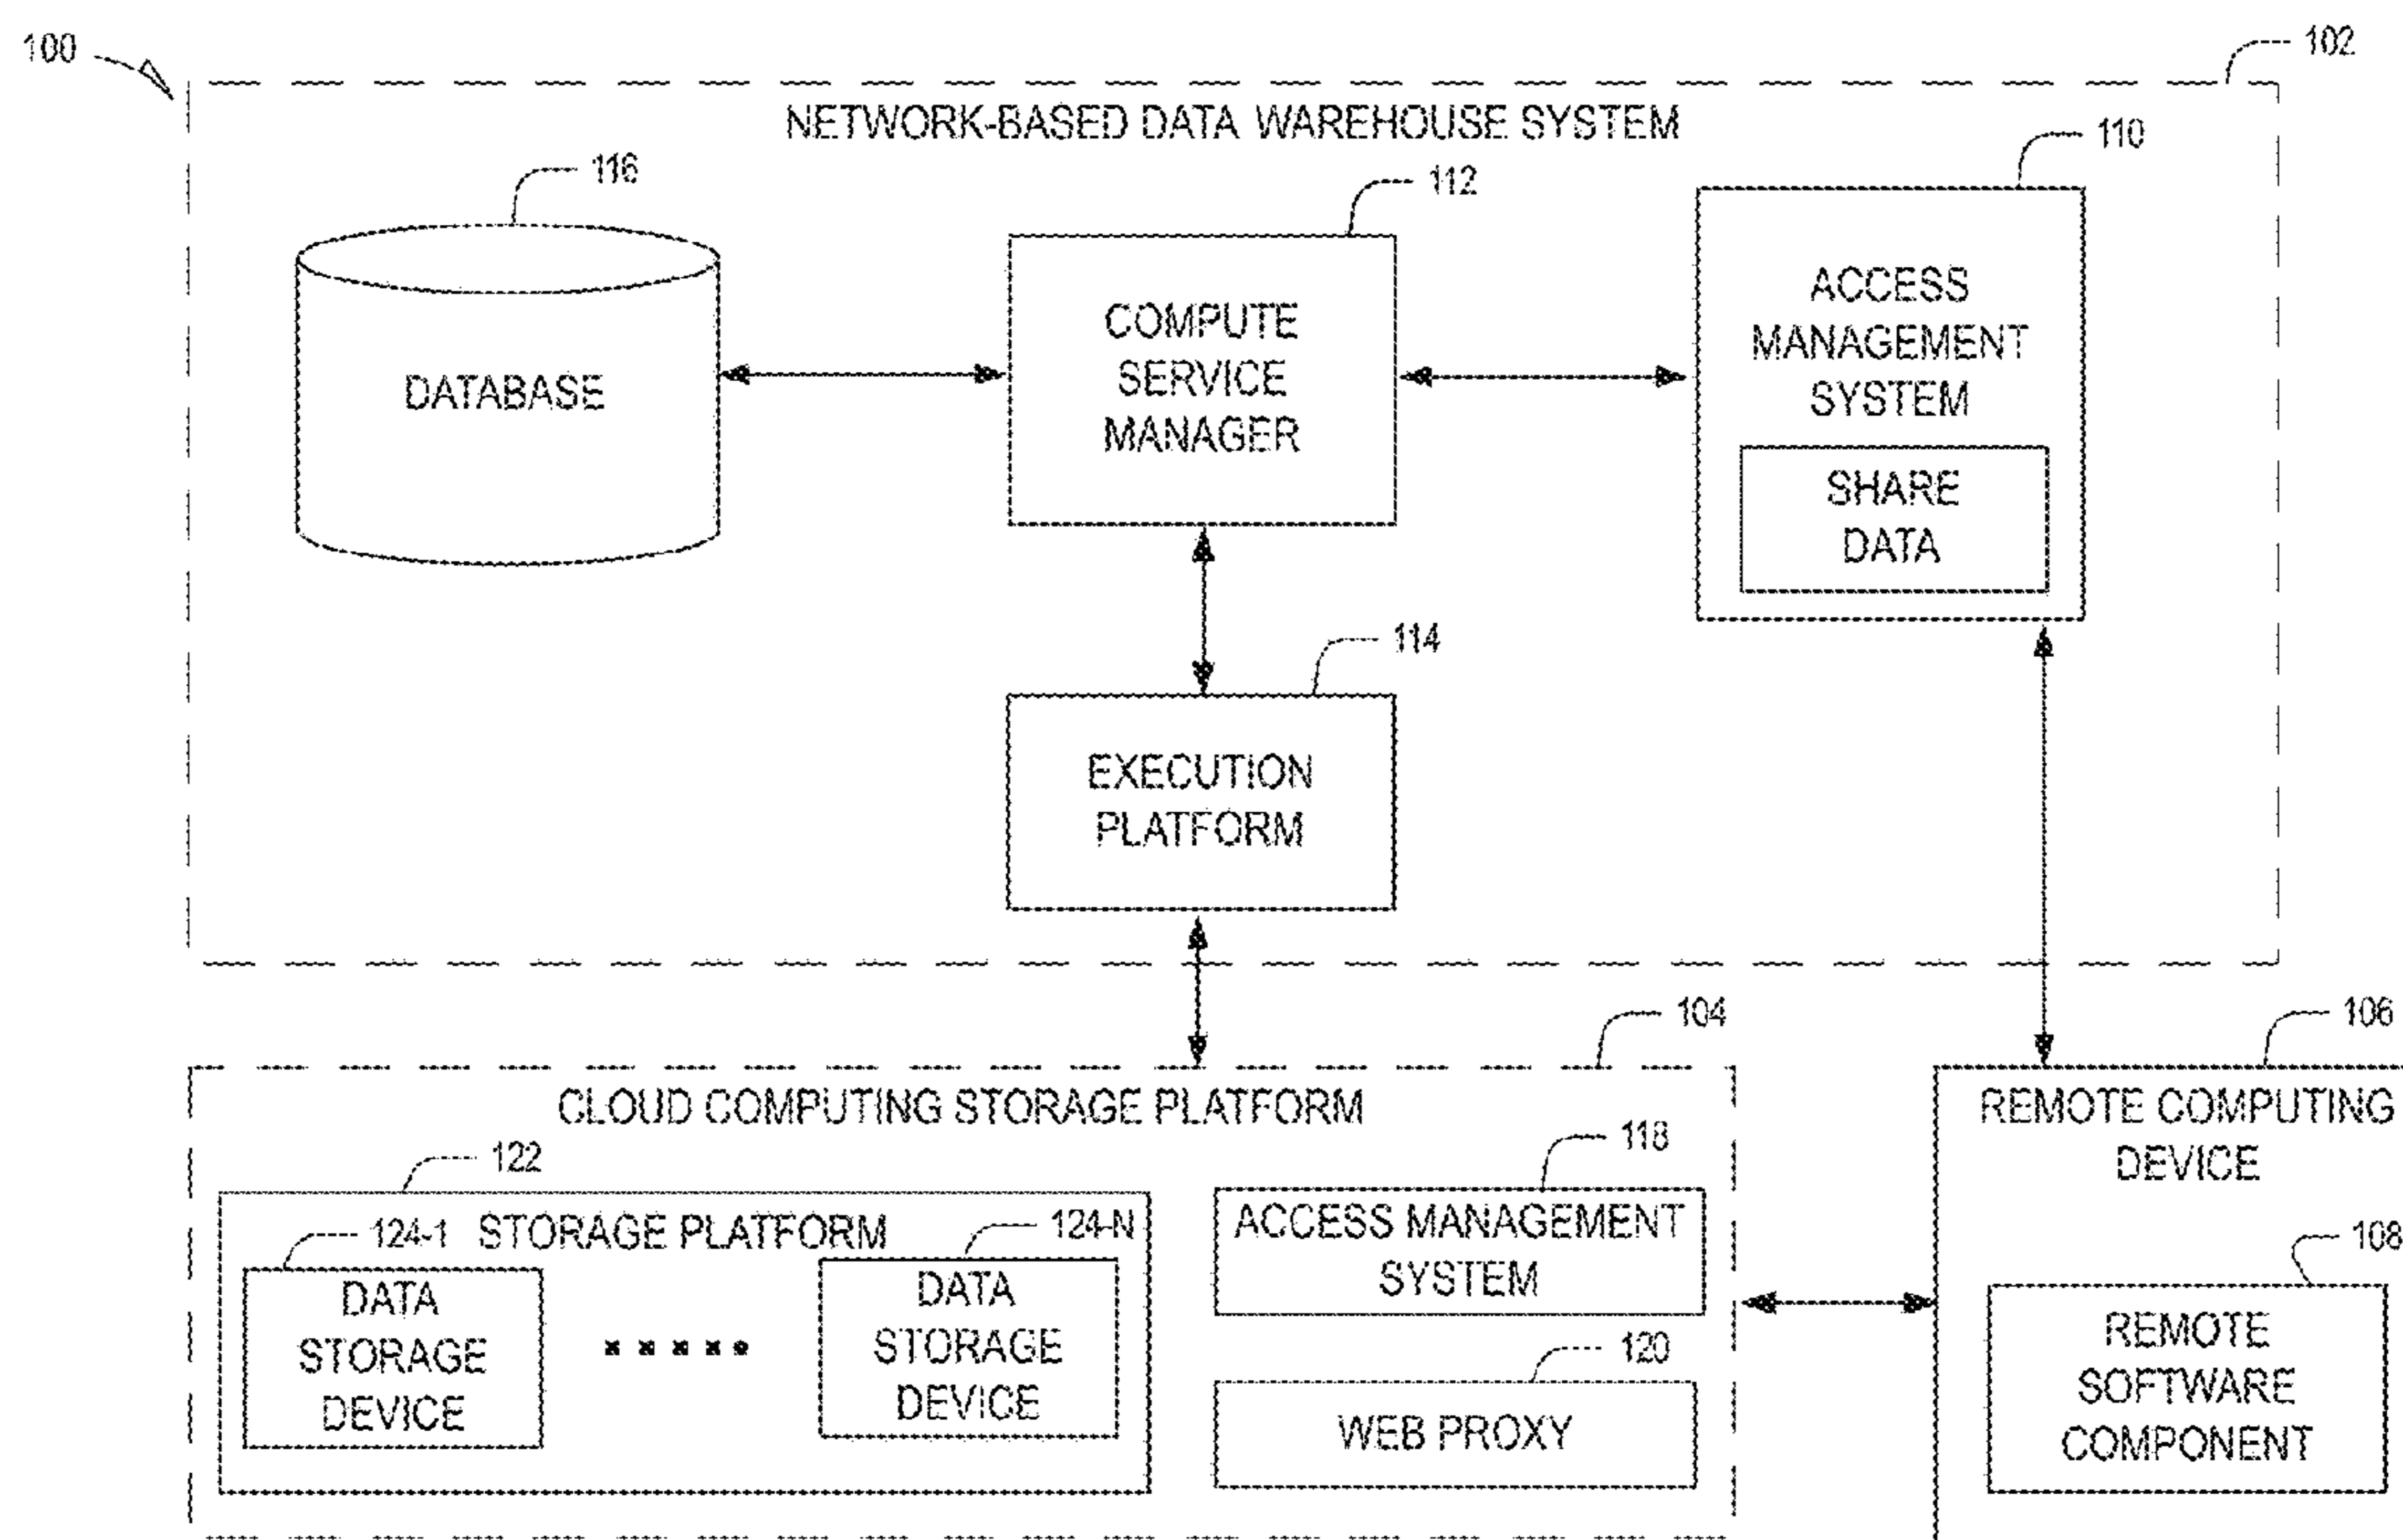 100
102
NETWORK-BASED DATA WAREHOUSE SYSTEM
110
116
112
ACCESS
MANAGEMENT
SYSTEM
COMPUTE
SERVICE
MANAGER
DATABASE
SHARE
DATA
114
EXECUTION
PLATFORM
104
106
CLOUD COMPUTING STORAGE PLATFORM
REMOTE COMPUTING
DEVICE
118
122
ACCESS MANAGEMENT
SYSTEM
124-1 STORAGE PLATFORM 124-N
108
DATA
STORAGE
DEVICE
DATA
STORAGE
DEVICE
REMOTE
SOFTWARE
COMPONENT
120
WEB PROXY